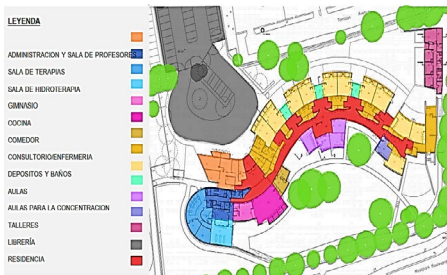 LEYENDA
ADMINISTRACION Y SALA DE PROFESORES
SALA DE TERAPIAS
SALA DE HIDROTERAPIA
GIMNASIO
COCINA
COMEDOR
CONSULTORIO/ENFERMERIA
DEPOSITOS Y BAÑOS
AULAS
AULAS PARA LA CONCENTRACION
TALLERES
LIBRERÍA
RESIDENCIA